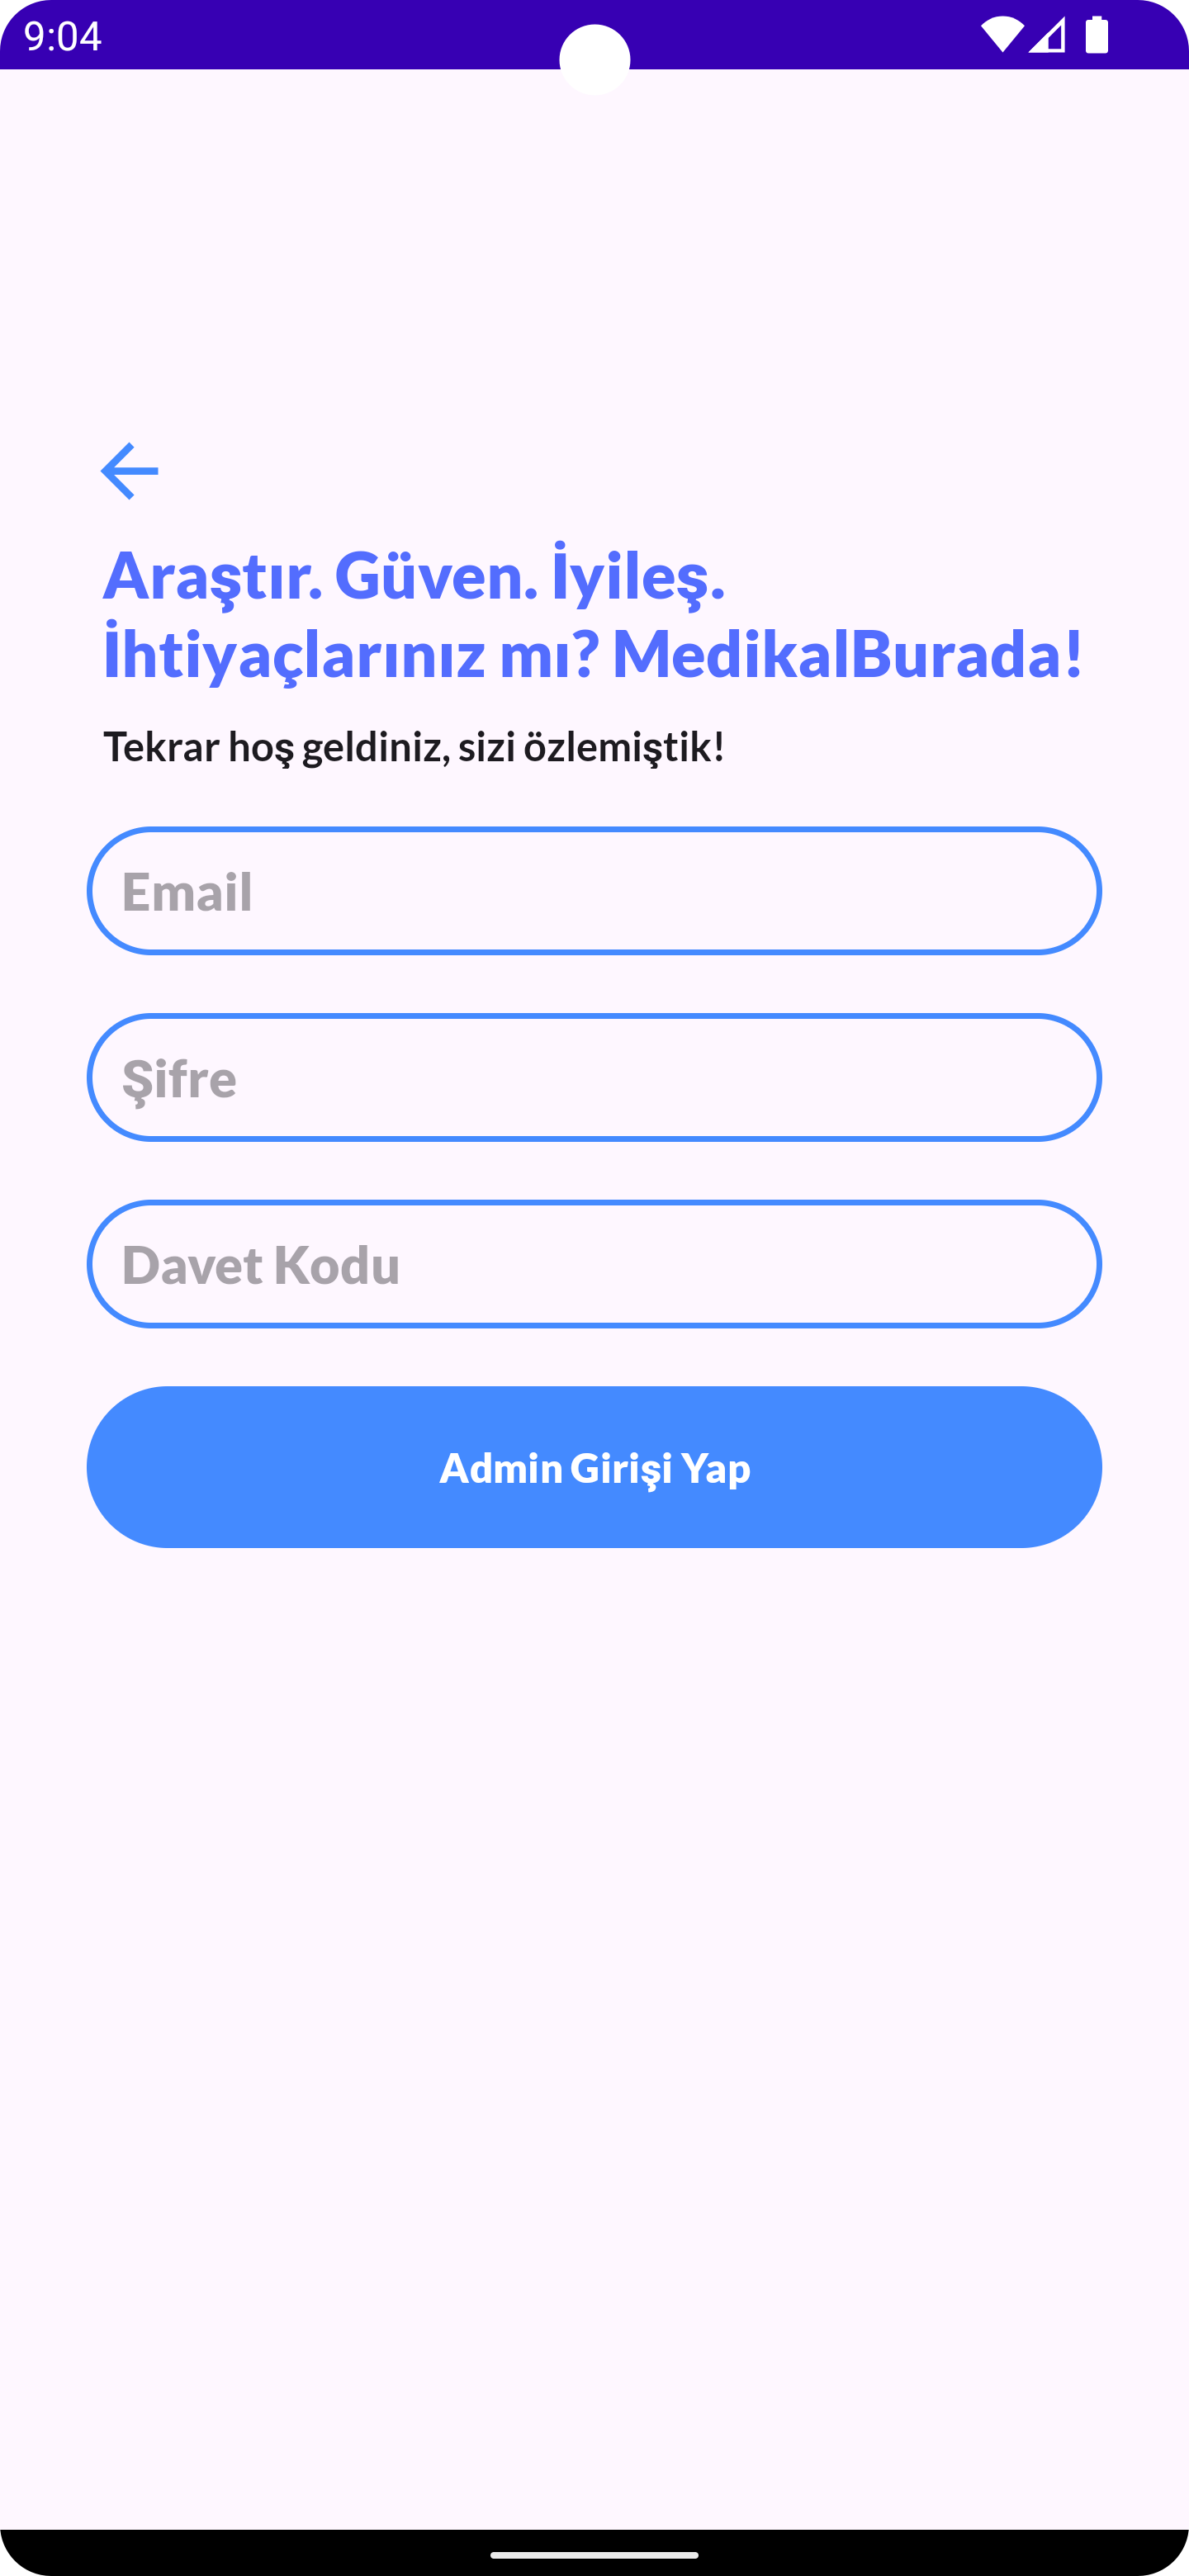 9:04
Araştır. Güven. İyileş.
İhtiyaçlarınız mı? MedikalBurada!
Tekrar hoş geldiniz, sizi özlemiştik!
Email
Şifre
Davet Kodu
Admin Girişi Yap